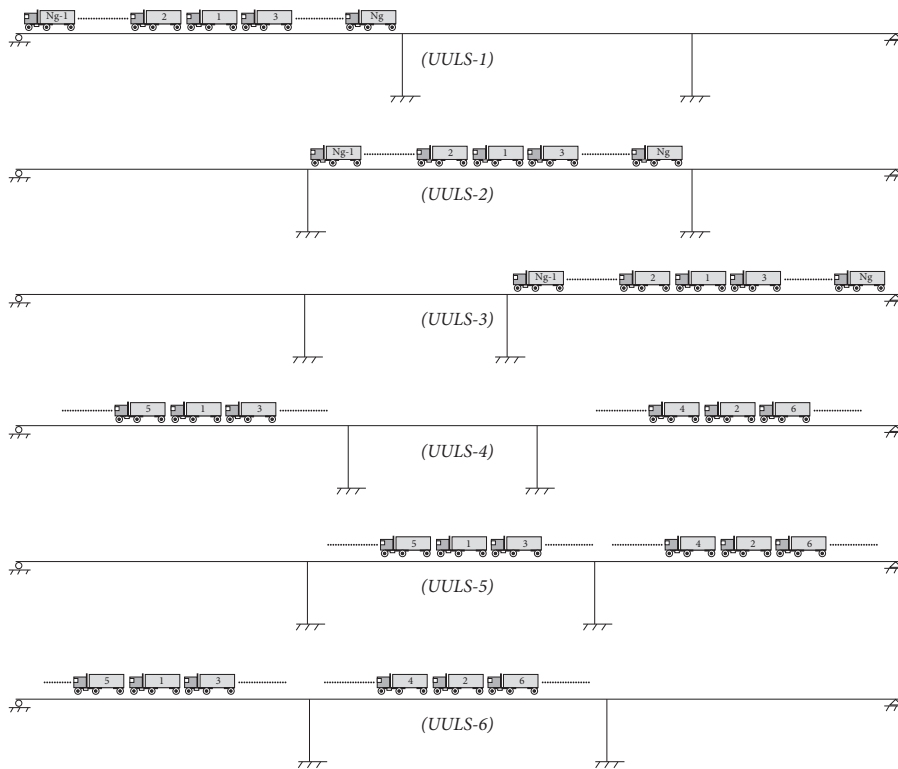 Ng-1 2 1 3 Ng
(UULS-1)
Ng-1 2 1 3 Ng
(UULS-2)
Ng-1 2 1 3 Ng
(UULS-3)
5 1 3 4 2 6
(UULS-4)
5 1 3 4 2 6
(UULS-5)
5 1 3 4 2 6
(UULS-6)